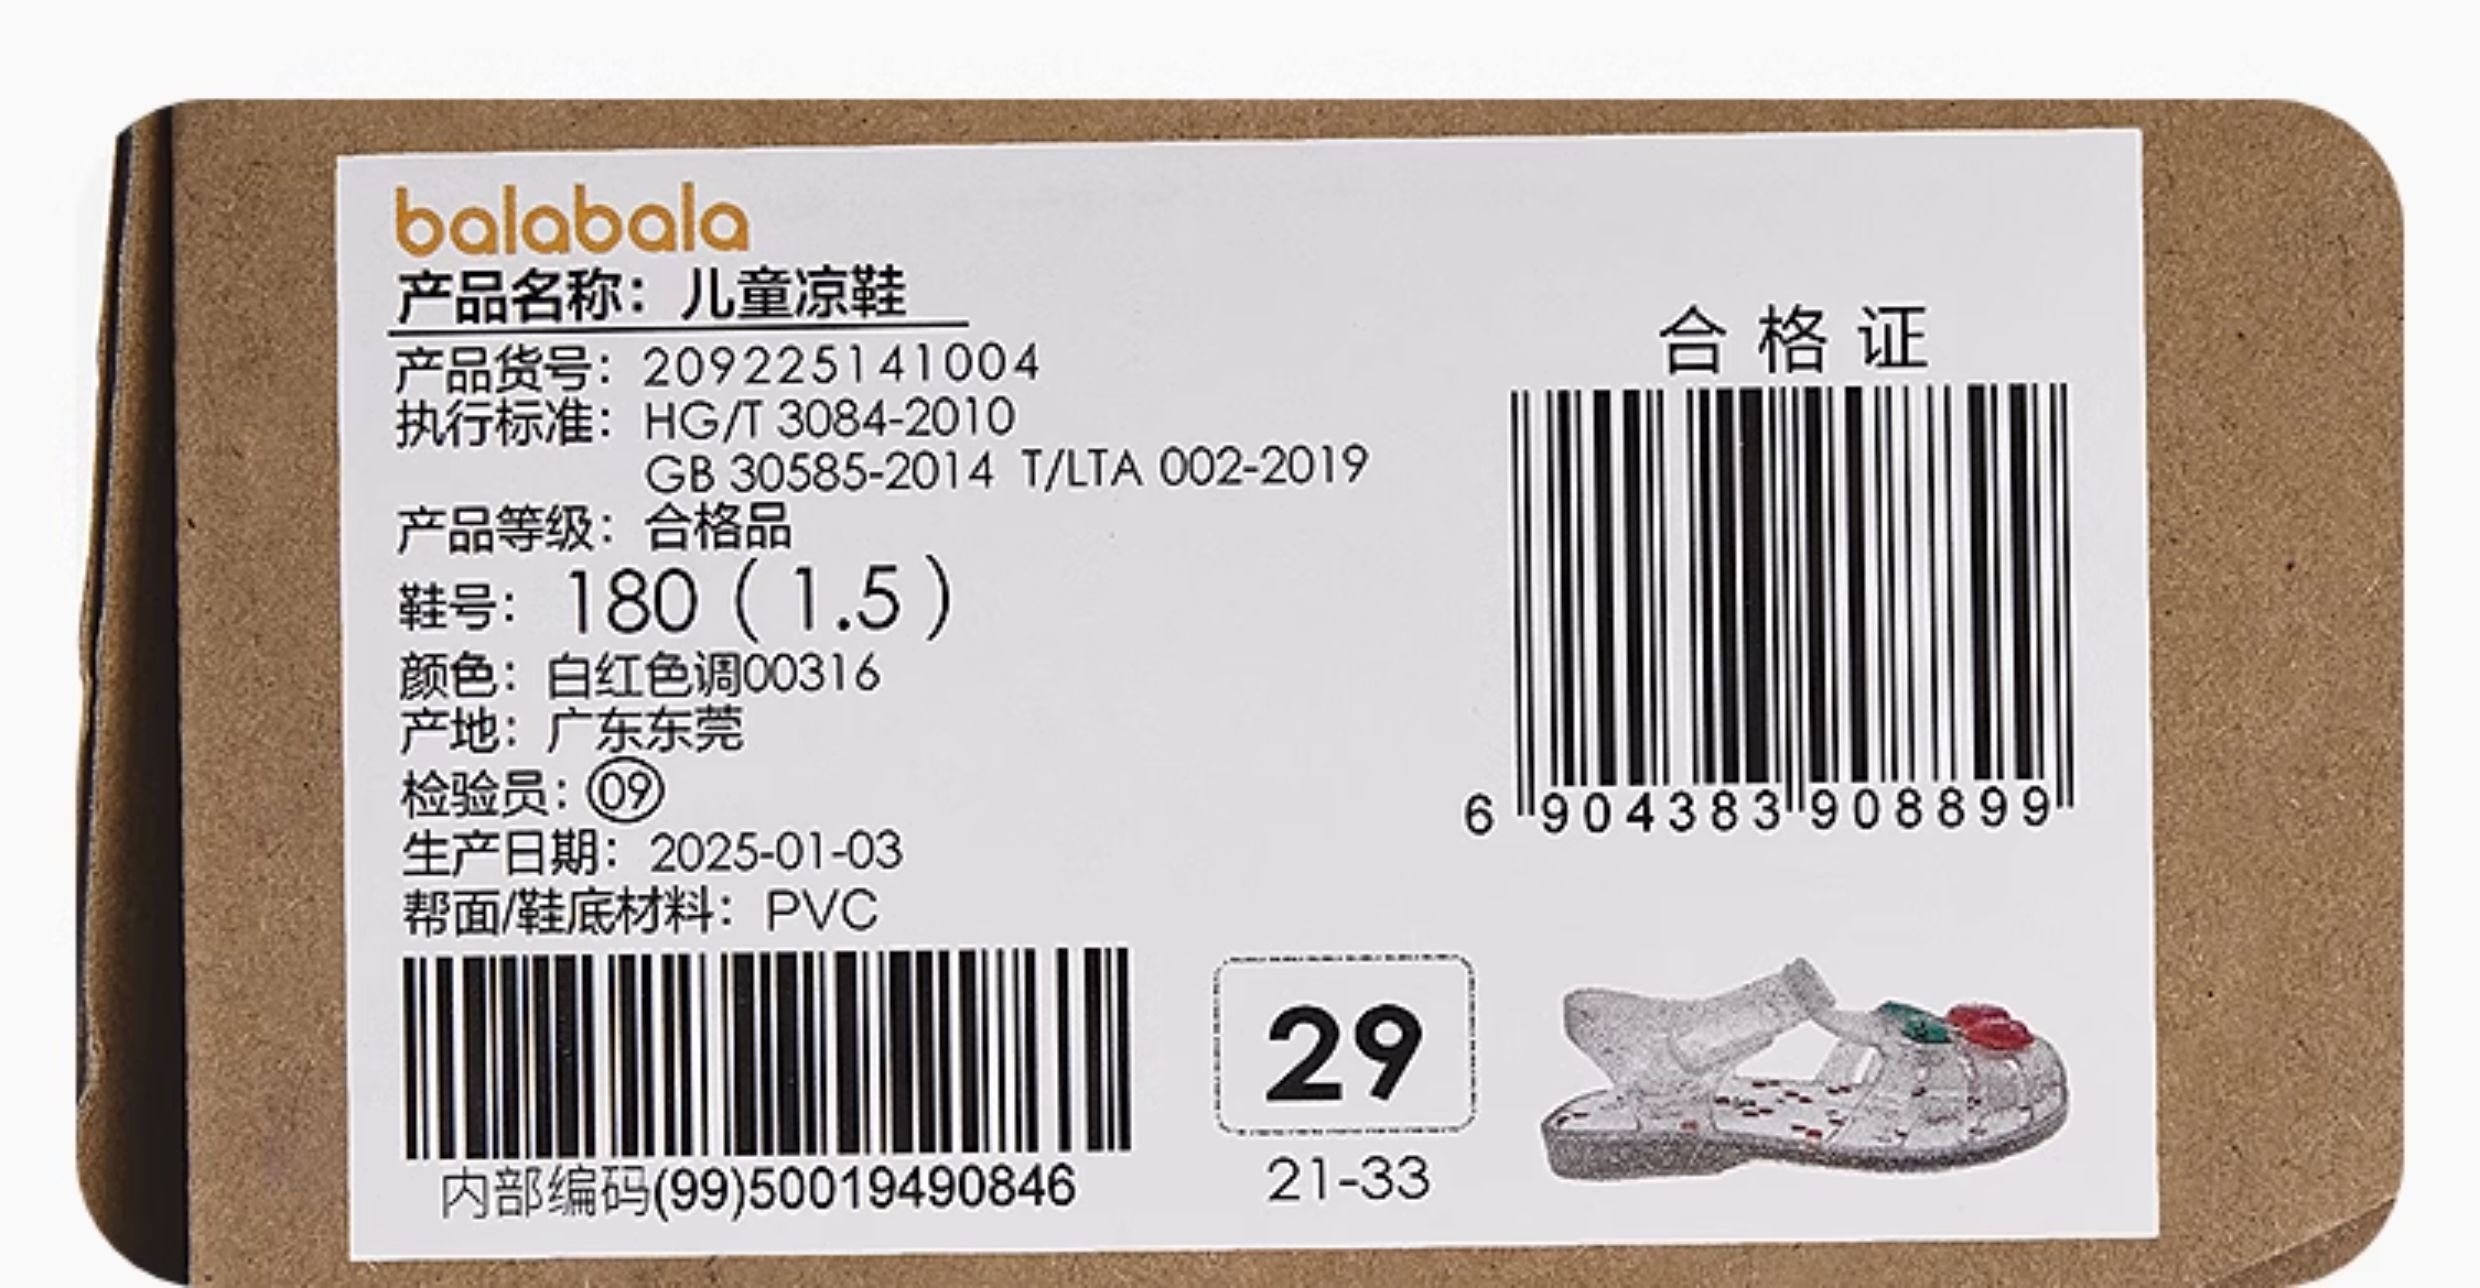 balabala
产品名称：儿童凉鞋
产品货号：209225141004
执行标准：HG/T 3084-2010
GB 30585-2014 T/LTA 002-2019
产品等级：合格品
鞋号：180（1.5）
颜色：白红色调00316
产地：广东东莞
检验员：09
生产日期：2025-01-03
帮面/鞋底材料：PVC
内部编码(99)50019490846
29
21-33
合格证
6 904383 908899